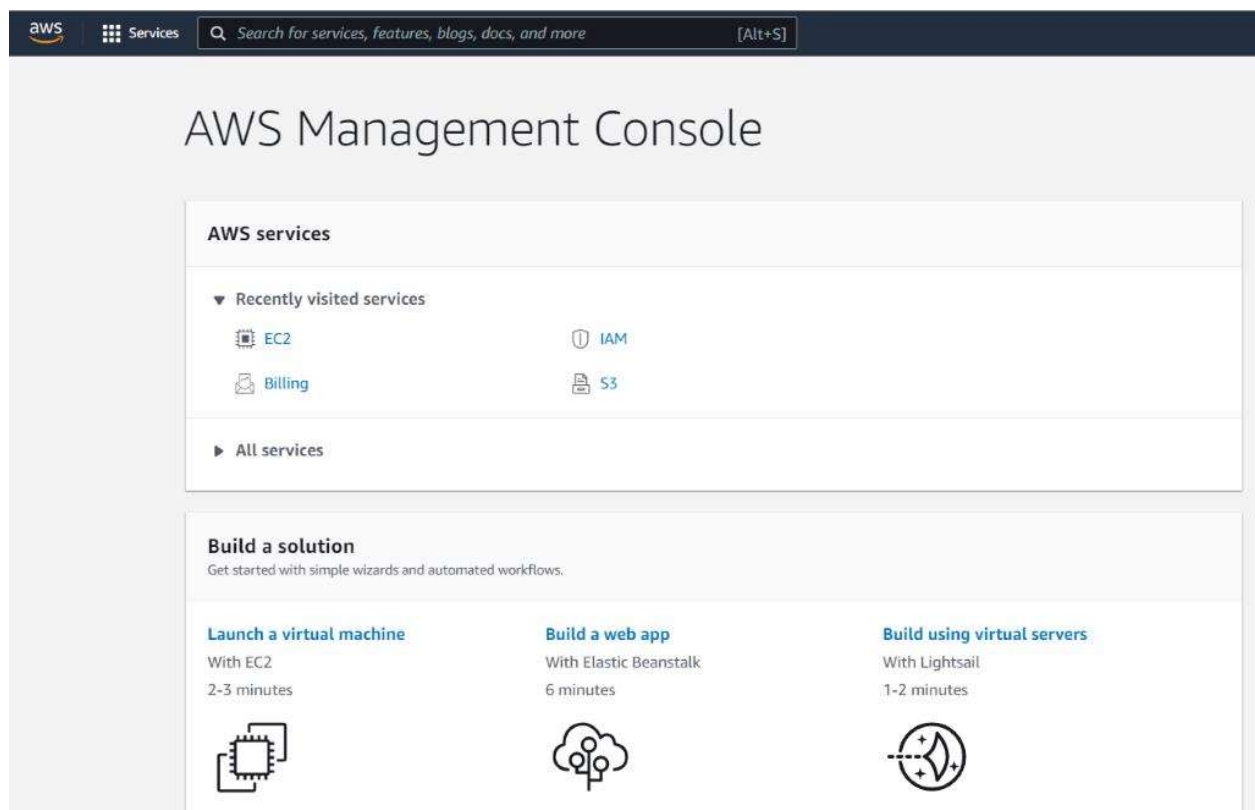 aws Services Search for services, features, blogs, docs, and more [Alt+S]
AWS Management Console
AWS services
Recently visited services
EC2 IAM
Billing S3
All services
Build a solution
Get started with simple wizards and automated workflows.
Launch a virtual machine Build a web app Build using virtual servers
With EC2 With Elastic Beanstalk With Lightsail
2-3 minutes 6 minutes 1-2 minutes